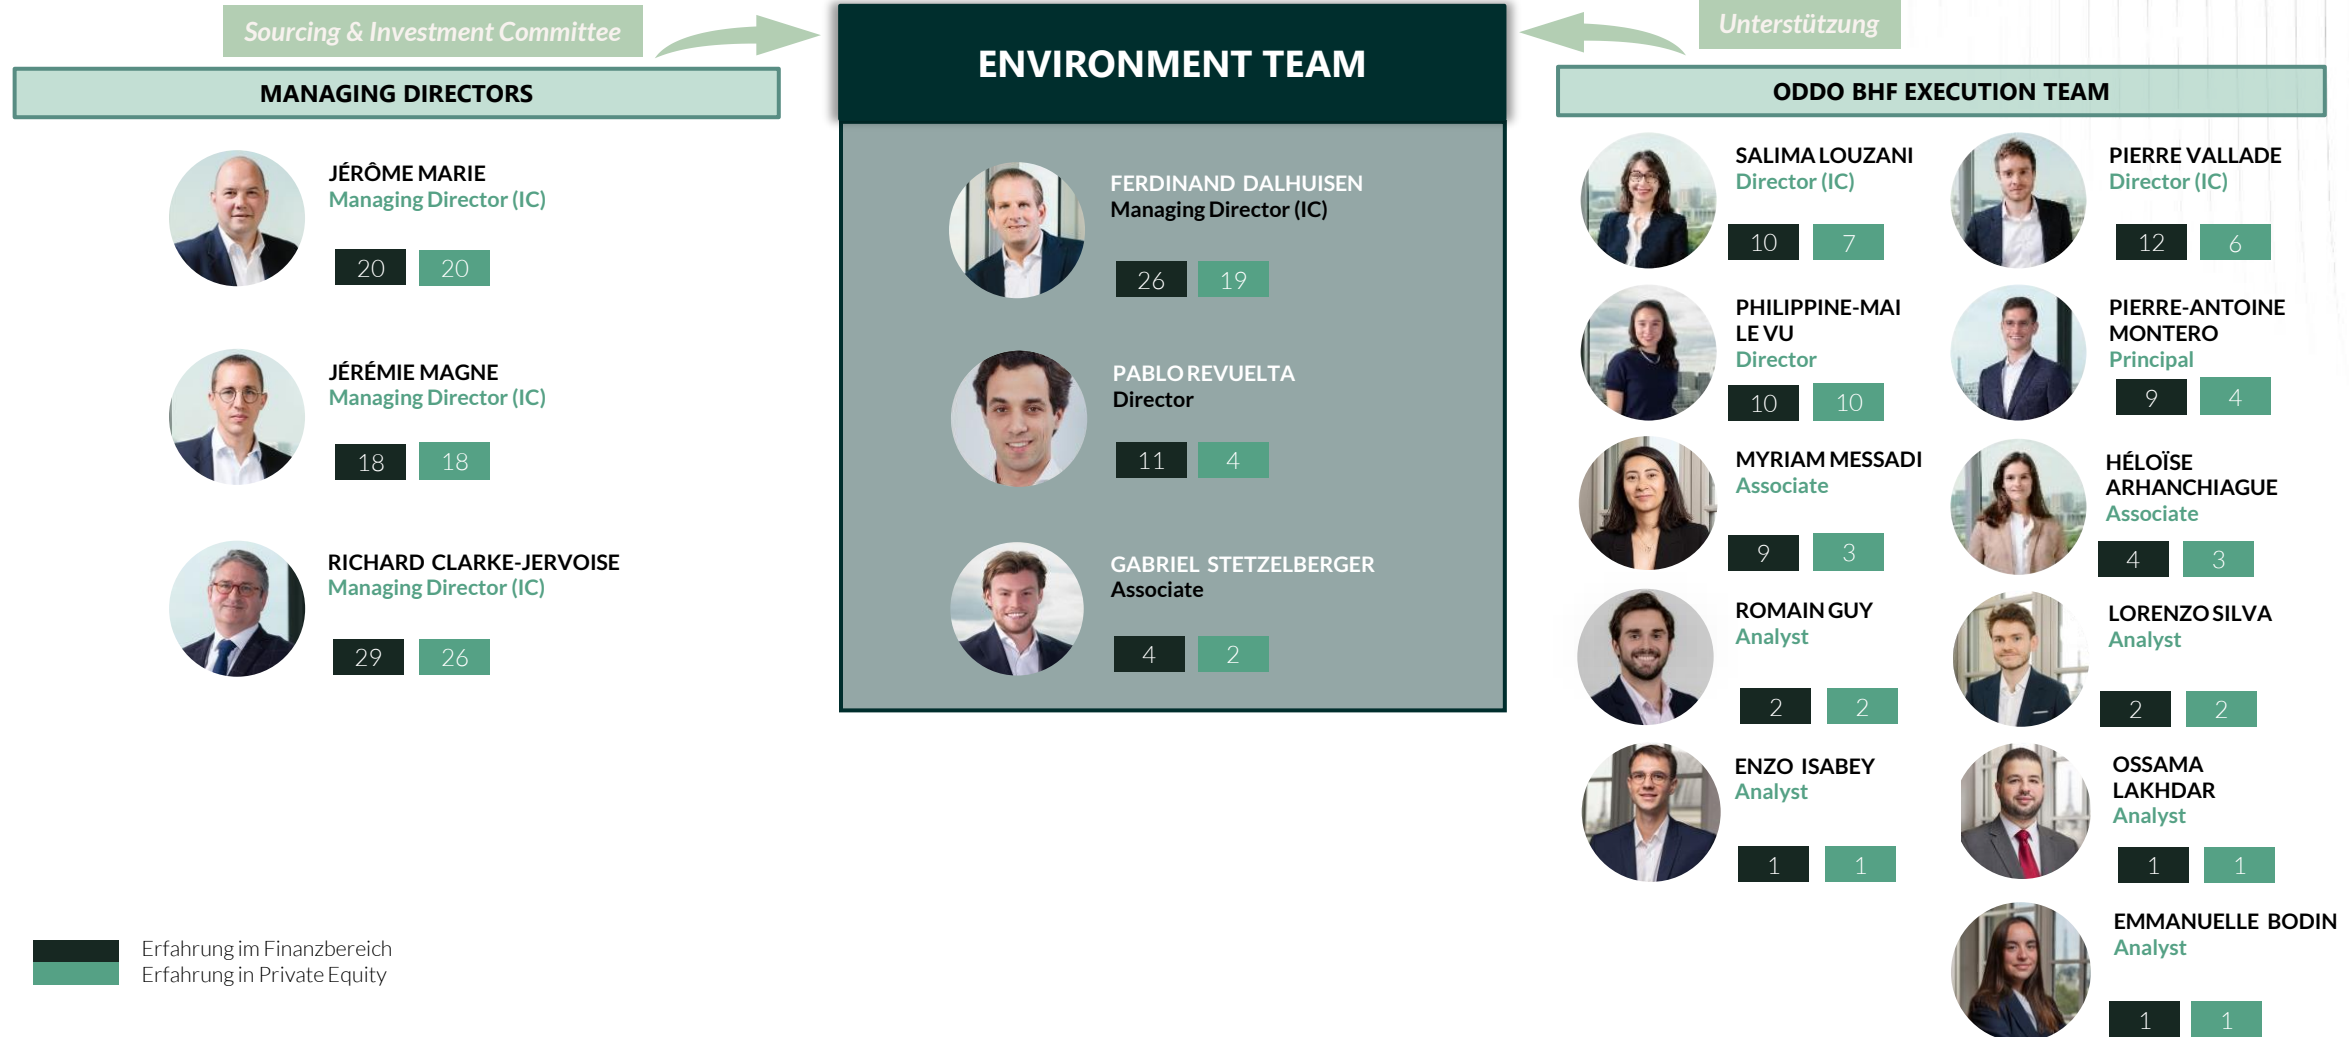 Sourcing & Investment Committee
MANAGING DIRECTORS
JÉRÔME MARIE
Managing Director (IC)
20 20
JÉRÉMIE MAGNE
Managing Director (IC)
18 18
RICHARD CLARKE-JERVOISE
Managing Director (IC)
29 26
ENVIRONMENT TEAM
FERDINAND DALHUISEN
Managing Director (IC)
26 19
PABLO REVUELTA
Director
11 4
GABRIEL STETZELBERGER
Associate
4 2
Unterstützung
ODDO BHF EXECUTION TEAM
SALIMA LOUZANI
Director (IC)
10 7
PIERRE VALLADE
Director (IC)
12 6
PHILIPPINE-MAI
LE VU
Director
10 10
PIERRE-ANTOINE
MONTERO
Principal
9 4
MYRIAM MESSADI
Associate
9 3
HÉLOÏSE
ARHANCHIAGUE
Associate
4 3
ROMAIN GUY
Analyst
2 2
LORENZO SILVA
Analyst
2 2
ENZO ISABEY
Analyst
1 1
OSSAMA
LAKHDAR
Analyst
1 1
EMMANUELLE BODIN
Analyst
1 1
Erfahrung im Finanzbereich
Erfahrung in Private Equity